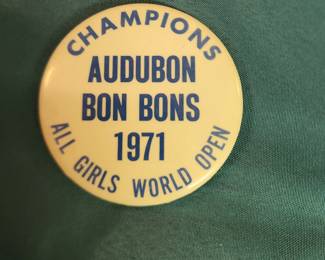 CHAMPIONS
AUDUBON
BON BONS
1971
ALL GIRLS WORLD OPEN